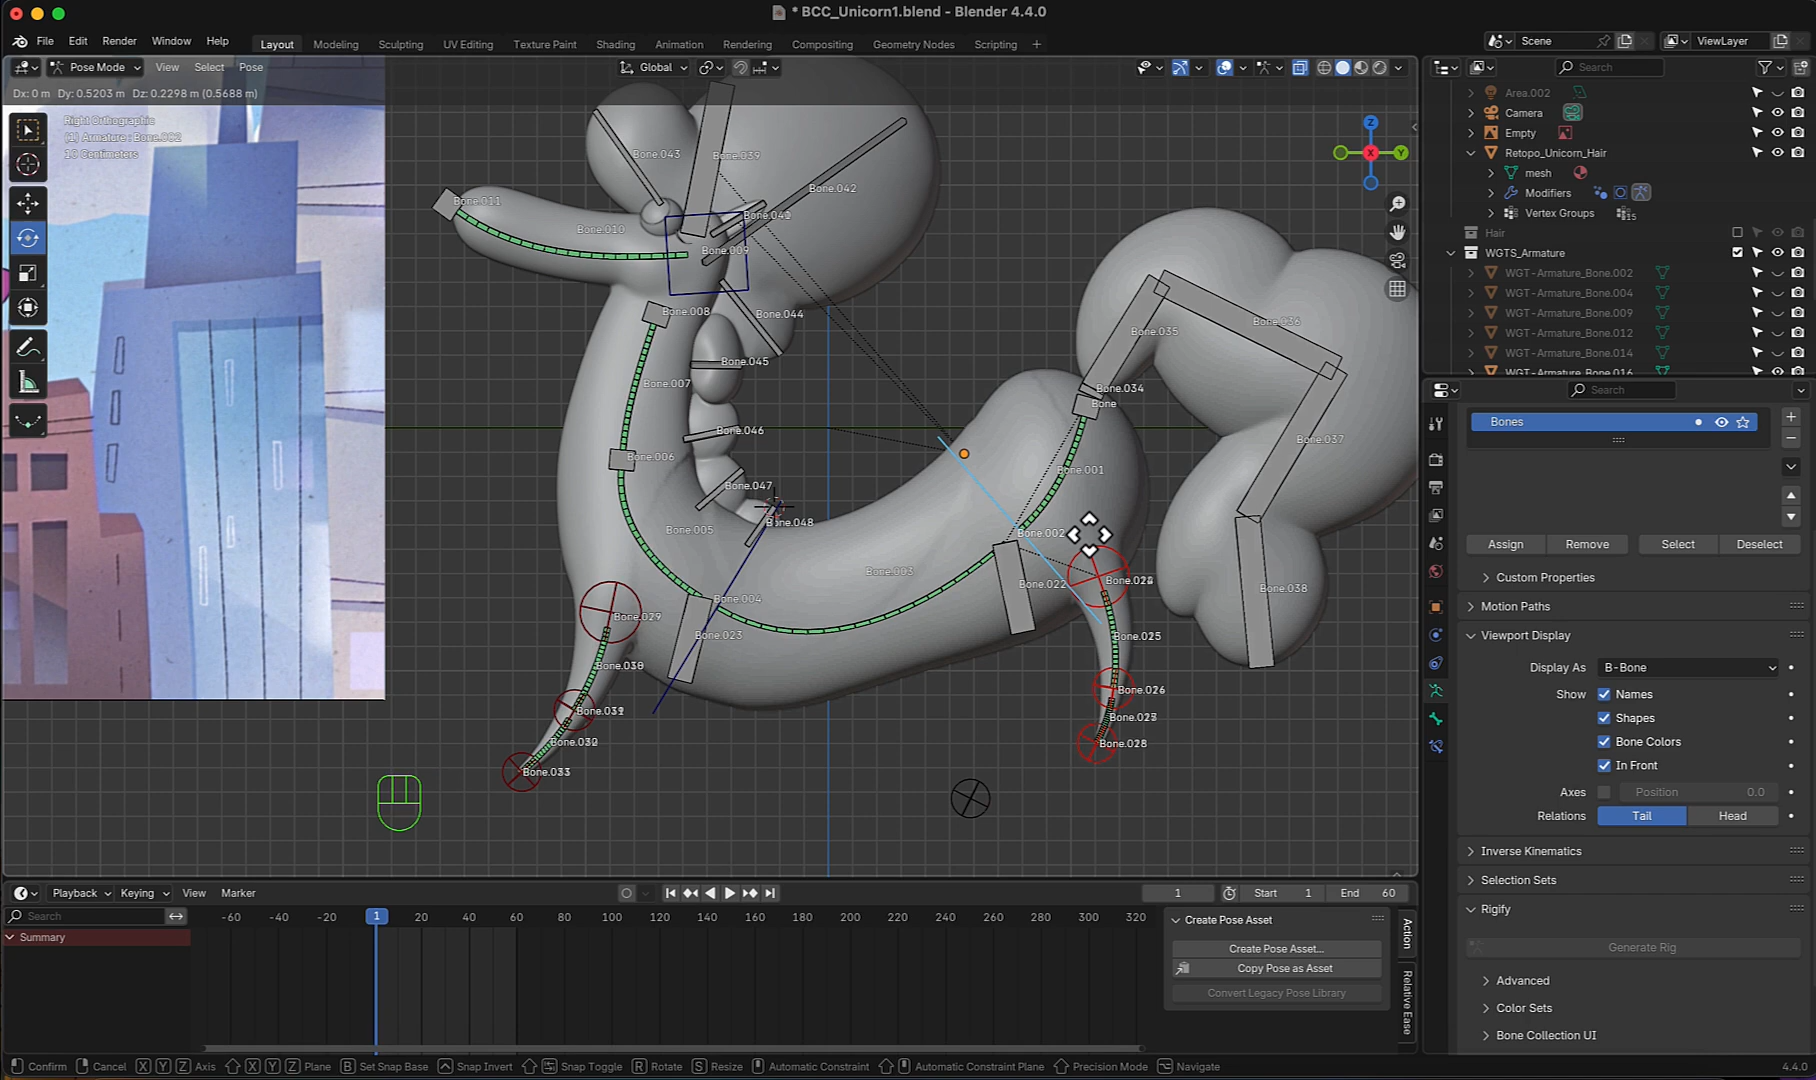 * BCC_Unicorn1.blend - Blender 4.4.0
File Edit Render Window Help
Layout Modeling Sculpting UV Editing Texture Paint Shading Animation Rendering Compositing Geometry Nodes Scripting +
Scene ViewLayer
Pose Mode View Select Pose Global
Dx: 0 m Dy: 0.5203 m Dz: 0.2298 m (0.5688 m)
Right Orthographic
(1) Armature : Bone.002
10 Centimeters
Bone.043
Bone.039
Bone.042
Bone.011
Bone.010
Bone.009
Bone.008
Bone.044
Bone.045
Bone.007
Bone.046
Bone.006
Bone.047
Bone.048
Bone.005
Bone.003
Bone.004
Bone.023
Bone.029
Bone.033
Bone.035
Bone.036
Bone.034
Bone
Bone.037
Bone.001
Bone.002
Bone.022
Bone.038
Bone.025
Bone.026
Bone.028
Z
X
Y
Search
Area.002
Camera
Empty
Retopo_Unicorn_Hair
mesh
Modifiers
Vertex Groups 15
Hair
WGTS_Armature
WGT-Armature_Bone.002
WGT-Armature_Bone.004
WGT-Armature_Bone.009
WGT-Armature_Bone.012
WGT-Armature_Bone.014
WGT-Armature_Bone.016
Search
Bones
Assign Remove Select Deselect
Custom Properties
Motion Paths
Viewport Display
Display As B-Bone
Show Names
Shapes
Bone Colors
In Front
Axes Position 0.0
Relations Tail Head
Inverse Kinematics
Selection Sets
Rigify
Generate Rig
Advanced
Color Sets
Bone Collection UI
Playback Keying View Marker 1 Start 1 End 60
Search -60 -40 -20 1 20 40 60 80 100 120 140 160 180 200 220 240 260 280 300 320
Summary
Create Pose Asset
Create Pose Asset...
Copy Pose as Asset
Convert Legacy Pose Library
Action
Relative Ease
Confirm Cancel X Y Z Axis X Y Z Plane B Set Snap Base Snap Invert Snap Toggle R Rotate S Resize Automatic Constraint Automatic Constraint Plane Precision Mode Navigate 4.4.0